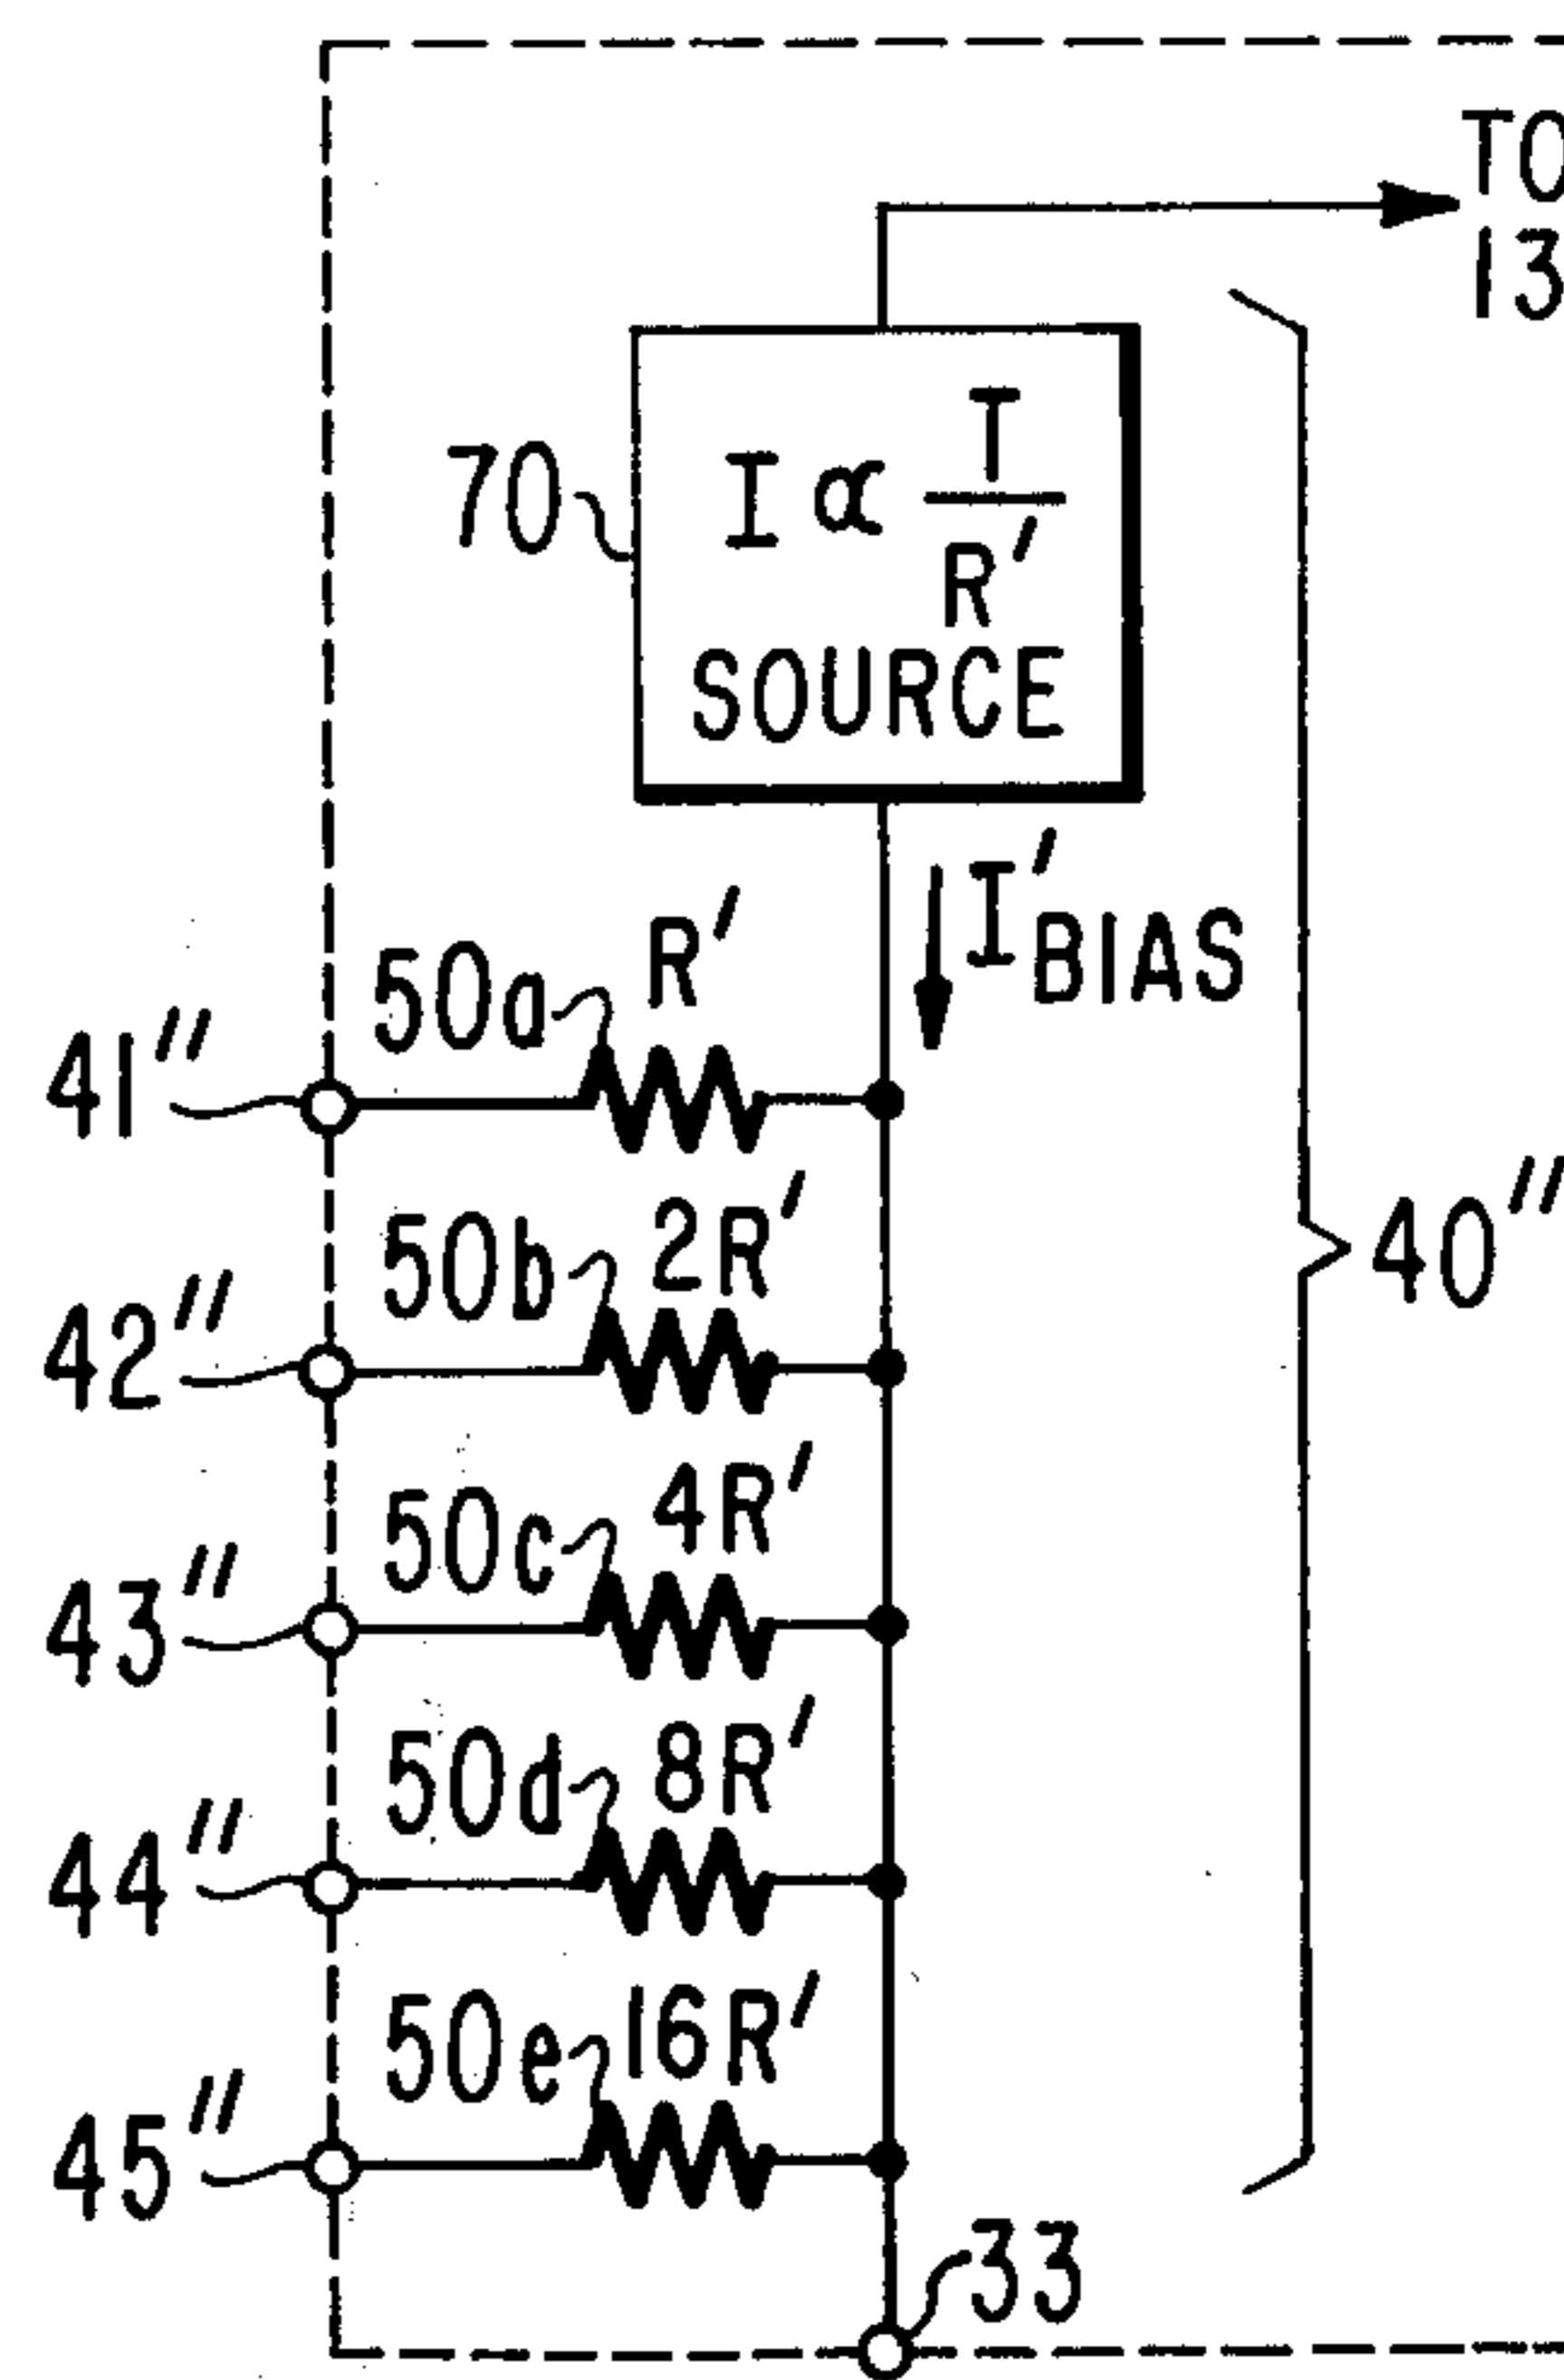 TO
13
70
I ∝ T
R′
SOURCE
I′BIAS
50a R′
41″
50b 2R′
42″
40″
50c 4R′
43″
50d 8R′
44″
50e 16R′
45″
33